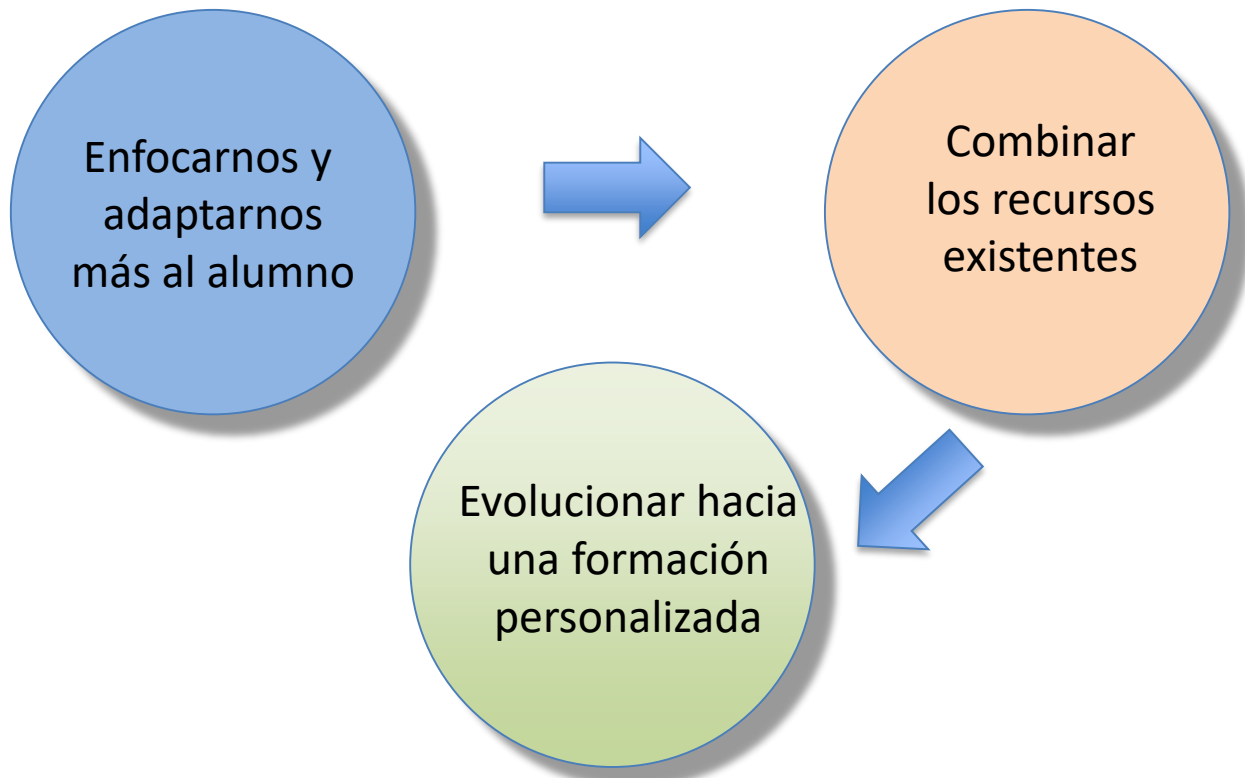 Enfocarnos y
adaptarnos
más al alumno
Combinar
los recursos
existentes
Evolucionar hacia
una formación
personalizada